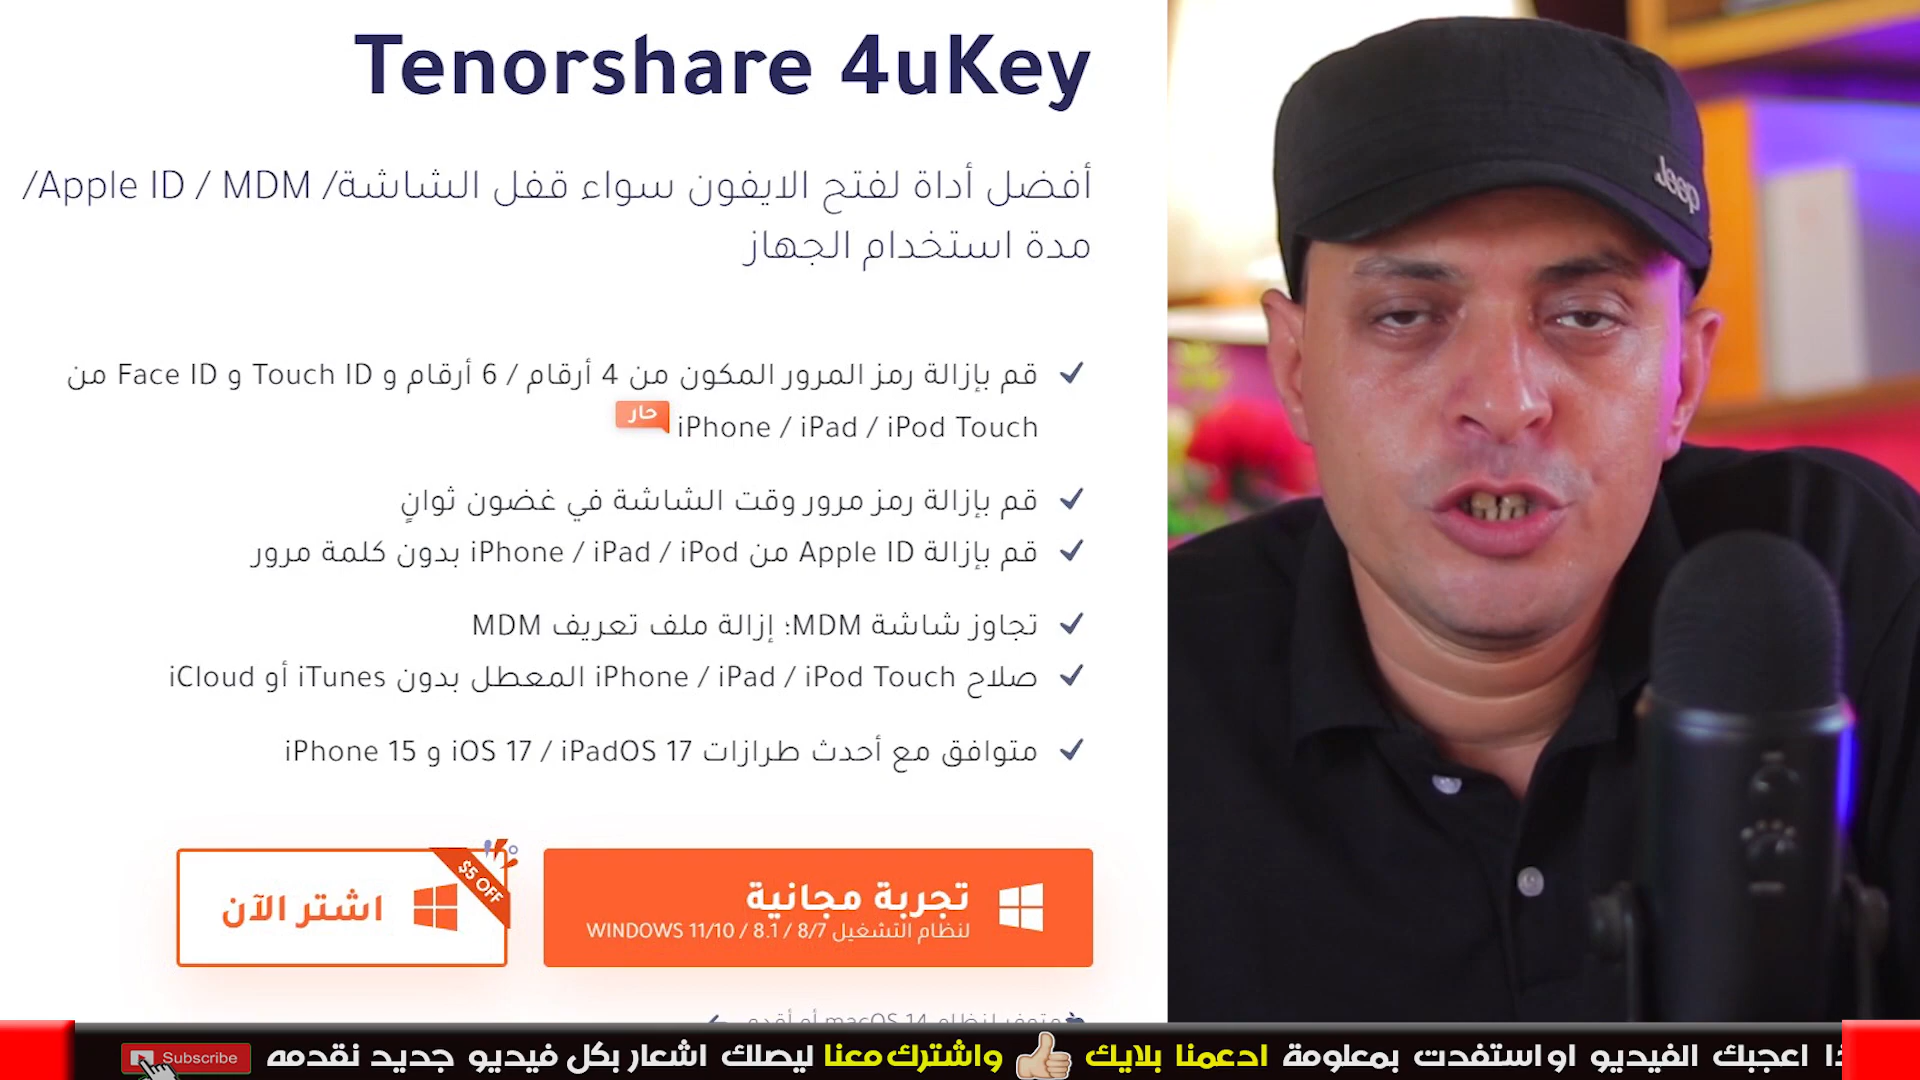 Tenorshare 4uKey
أفضل أداة لفتح الايفون سواء قفل الشاشة/ Apple ID / MDM/
مدة استخدام الجهاز
قم بإزالة رمز المرور المكون من 4 أرقام / 6 أرقام و Touch ID و Face ID من
iPhone / iPad / iPod Touch حار
قم بإزالة رمز مرور وقت الشاشة في غضون ثوانٍ
قم بإزالة Apple ID من iPhone / iPad / iPod بدون كلمة مرور
تجاوز شاشة MDM؛ إزالة ملف تعريف MDM
صلاح iPhone / iPad / iPod Touch المعطل بدون iTunes أو iCloud
متوافق مع أحدث طرازات iOS 17 / iPadOS 17 و iPhone 15
تجربة مجانية
لنظام التشغيل WINDOWS 11/10 / 8.1 / 8/7
اشتر الآن
$5 OFF
Jeep
اعجبك الفيديو او استفدت بمعلومة ادعمنا بلايك واشترك معنا ليصلك اشعار بكل فيديو جديد نقدمه
Subscribe